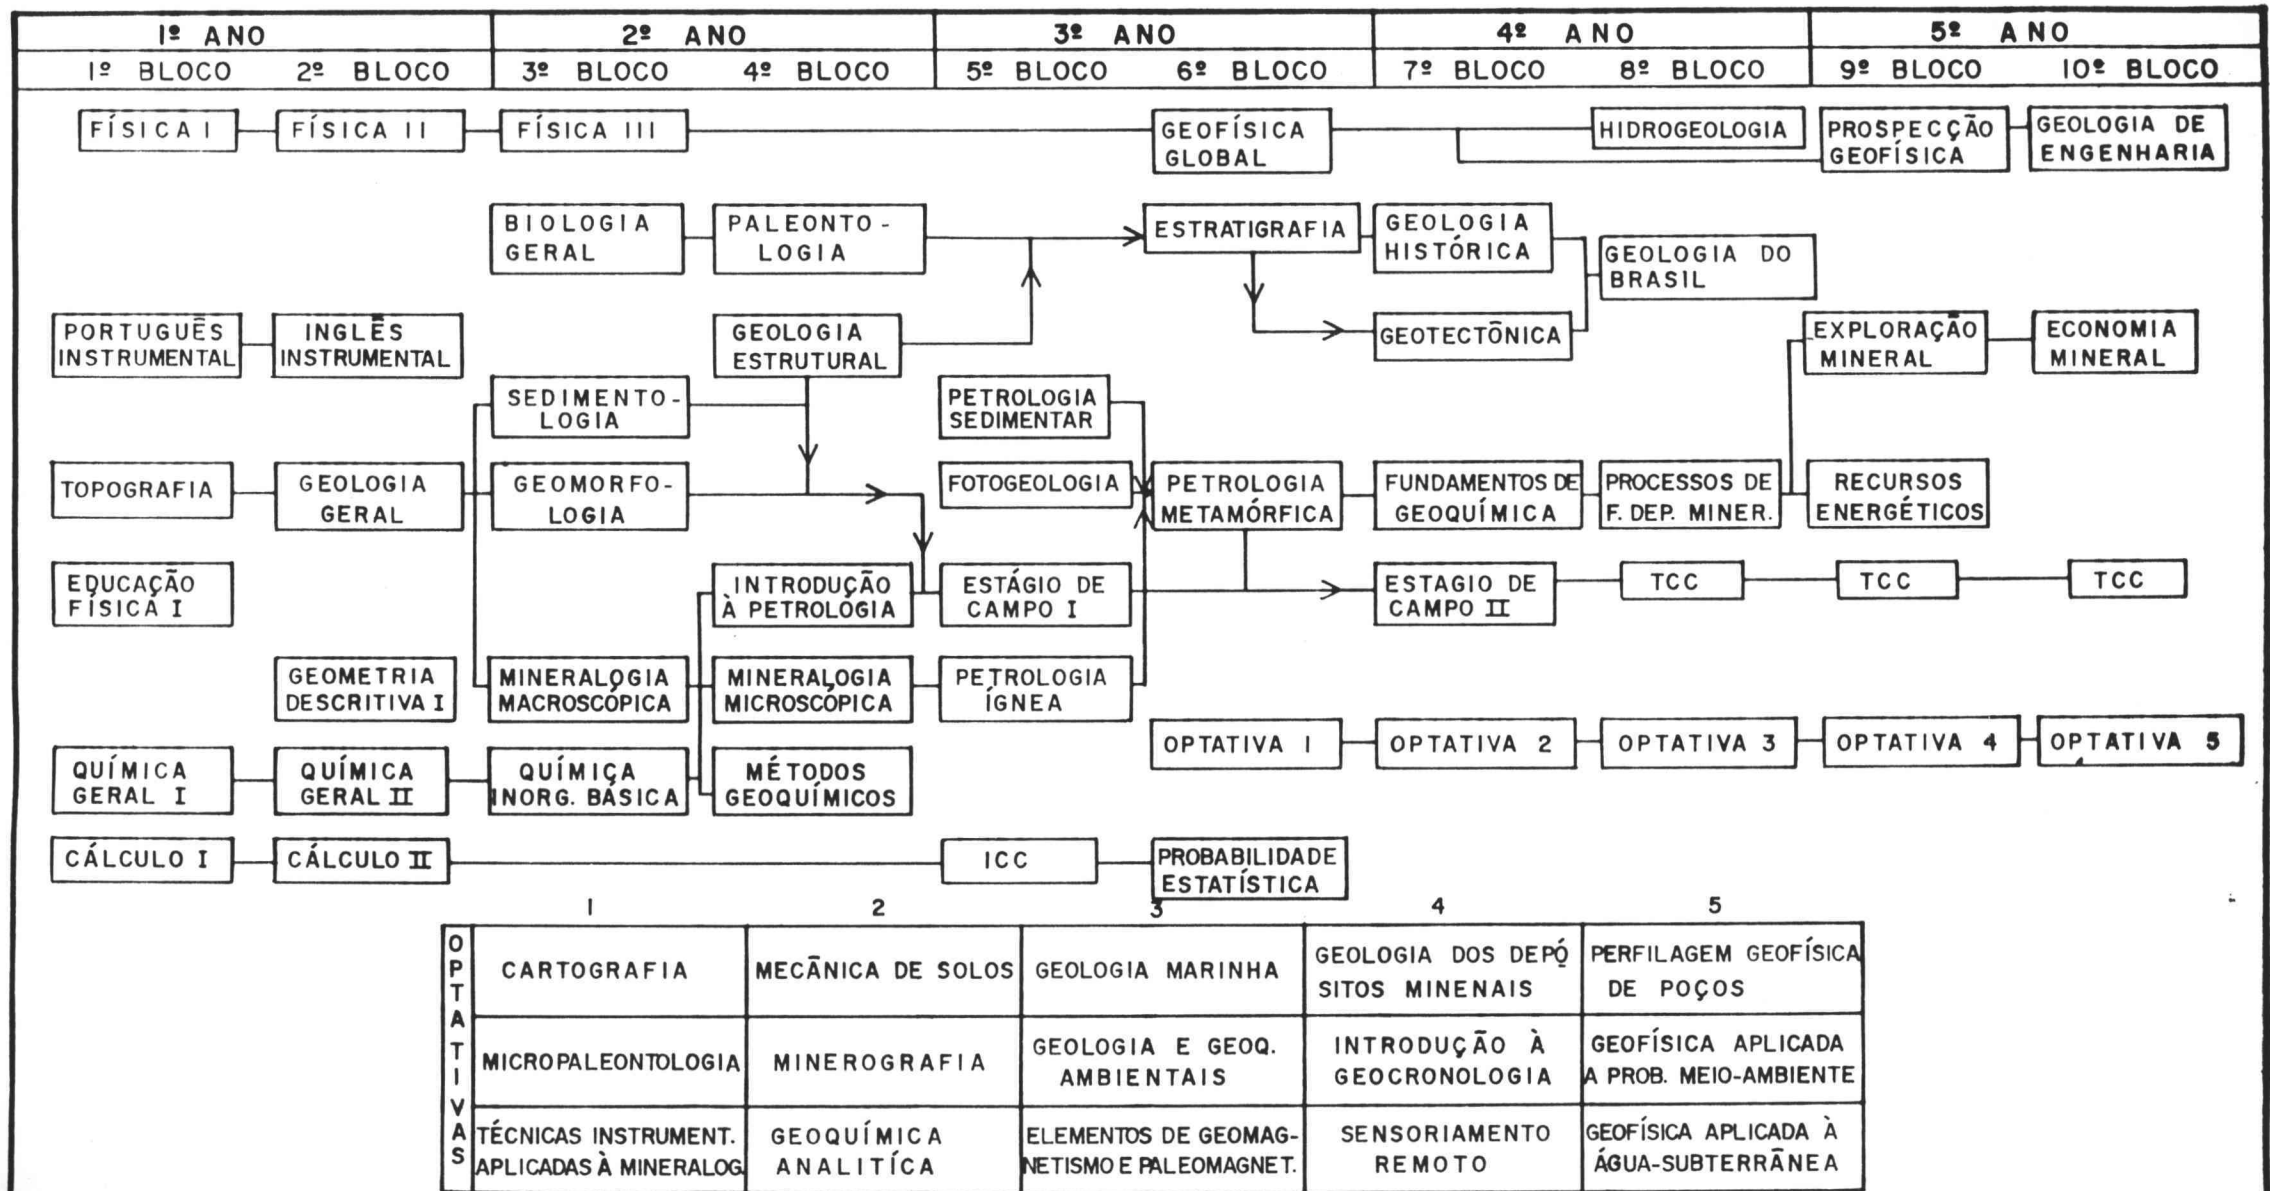 1º ANO
2º ANO
3º ANO
4º ANO
5º ANO
1º BLOCO
2º BLOCO
3º BLOCO
4º BLOCO
5º BLOCO
6º BLOCO
7º BLOCO
8º BLOCO
9º BLOCO
10º BLOCO
FÍSICA I
FÍSICA II
FÍSICA III
GEOFÍSICA
GLOBAL
HIDROGEOLOGIA
PROSPECÇÃO
GEOFÍSICA
GEOLOGIA DE
ENGENHARIA
BIOLOGIA
GERAL
PALEONTO-
LOGIA
ESTRATIGRAFIA
GEOLOGIA
HISTÓRICA
GEOLOGIA DO
BRASIL
PORTUGUÊS
INSTRUMENTAL
INGLÊS
INSTRUMENTAL
GEOLOGIA
ESTRUTURAL
GEOTECTÔNICA
EXPLORAÇÃO
MINERAL
ECONOMIA
MINERAL
SEDIMENTO-
LOGIA
PETROLOGIA
SEDIMENTAR
TOPOGRAFIA
GEOLOGIA
GERAL
GEOMORFO-
LOGIA
FOTOGEOLOGIA
PETROLOGIA
METAMÓRFICA
FUNDAMENTOS DE
GEOQUÍMICA
PROCESSOS DE
F. DEP. MINER.
RECURSOS
ENERGÉTICOS
EDUCAÇÃO
FÍSICA I
INTRODUÇÃO
À PETROLOGIA
ESTÁGIO DE
CAMPO I
ESTAGIO DE
CAMPO II
TCC
TCC
TCC
GEOMETRIA
DESCRITIVA I
MINERALOGIA
MACROSCÓPICA
MINERALOGIA
MICROSCÓPICA
PETROLOGIA
ÍGNEA
OPTATIVA 1
OPTATIVA 2
OPTATIVA 3
OPTATIVA 4
OPTATIVA 5
QUÍMICA
GERAL I
QUÍMICA
GERAL II
QUÍMIÇA
INORG. BÁSICA
MÉTODOS
GEOQUÍMICOS
CÁLCULO I
CÁLCULO II
ICC
PROBABILIDADE
ESTATÍSTICA
1
2
3
4
5
OPTATIVAS
CARTOGRAFIA
MECÂNICA DE SOLOS
GEOLOGIA MARINHA
GEOLOGIA DOS DEPÓ
SITOS MINENAIS
PERFILAGEM GEOFÍSICA
DE POÇOS
MICROPALEONTOLOGIA
MINEROGRAFIA
GEOLOGIA E GEOQ.
AMBIENTAIS
INTRODUÇÃO À
GEOCRONOLOGIA
GEOFÍSICA APLICADA
A PROB. MEIO-AMBIENTE
TÉCNICAS INSTRUMENT.
APLICADAS À MINERALOG.
GEOQUÍMICA
ANALITÍCA
ELEMENTOS DE GEOMAG-
NETISMO E PALEOMAGNET.
SENSORIAMENTO
REMOTO
GEOFÍSICA APLICADA À
ÁGUA-SUBTERRÂNEA